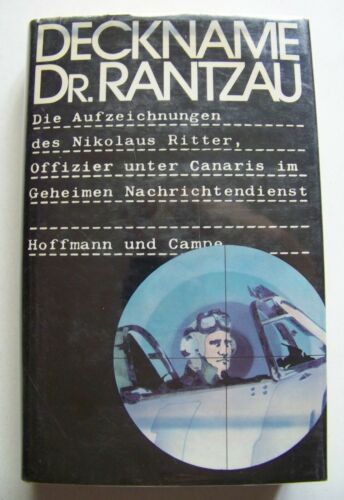 DECKNAME
DR. RANTZAU
Die Aufzeichnungen
des Nikolaus Ritter,
Offizier unter Canaris im
Geheimen Nachrichtendienst
Hoffmann und Campe